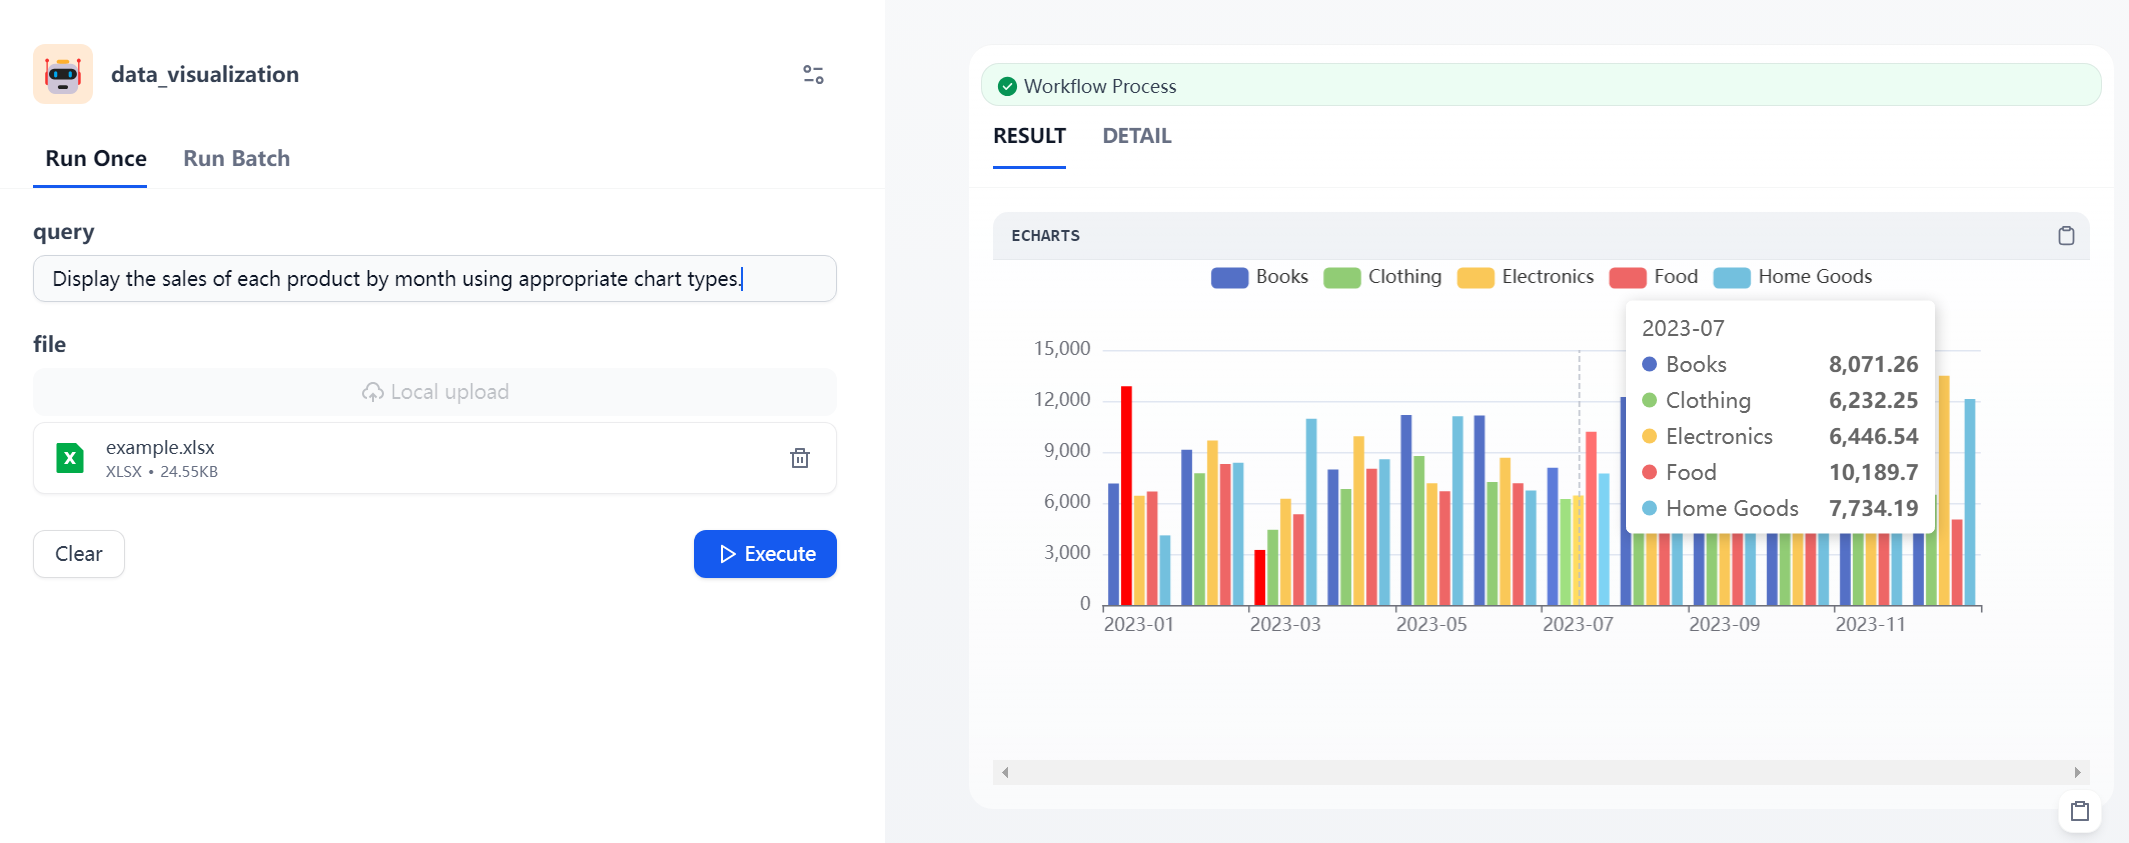 data_visualization
Run Once Run Batch
query
Display the sales of each product by month using appropriate chart types.
file
Local upload
X
example.xlsx
XLSX • 24.55KB
Clear
Execute
Workflow Process
RESULT DETAIL
ECHARTS
Books Clothing Electronics Food Home Goods
15,000
12,000
9,000
6,000
3,000
0
2023-01 2023-03 2023-05 2023-07 2023-09 2023-11
2023-07
Books 8,071.26
Clothing 6,232.25
Electronics 6,446.54
Food 10,189.7
Home Goods 7,734.19